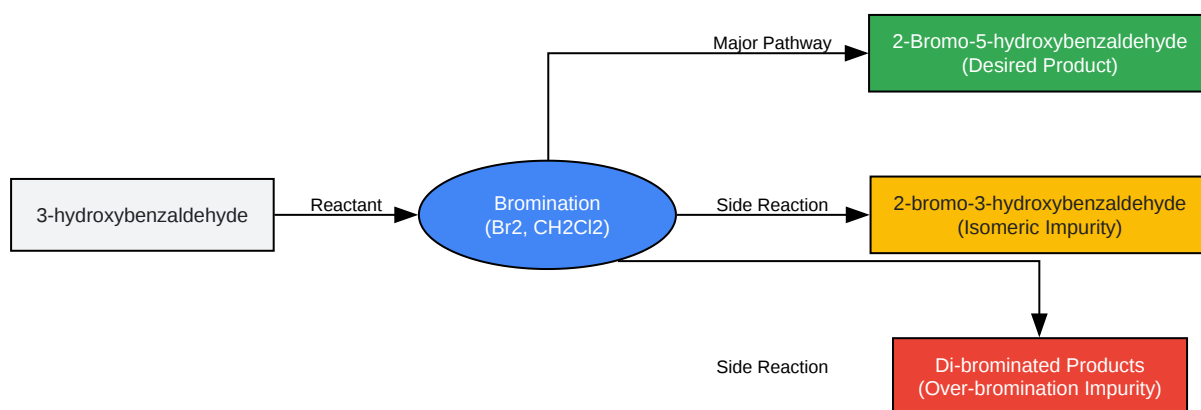 Major Pathway
2-Bromo-5-hydroxybenzaldehyde
(Desired Product)
3-hydroxybenzaldehyde
Reactant
Bromination
(Br2, CH2Cl2)
Side Reaction
2-bromo-3-hydroxybenzaldehyde
(Isomeric Impurity)
Side Reaction
Di-brominated Products
(Over-bromination Impurity)